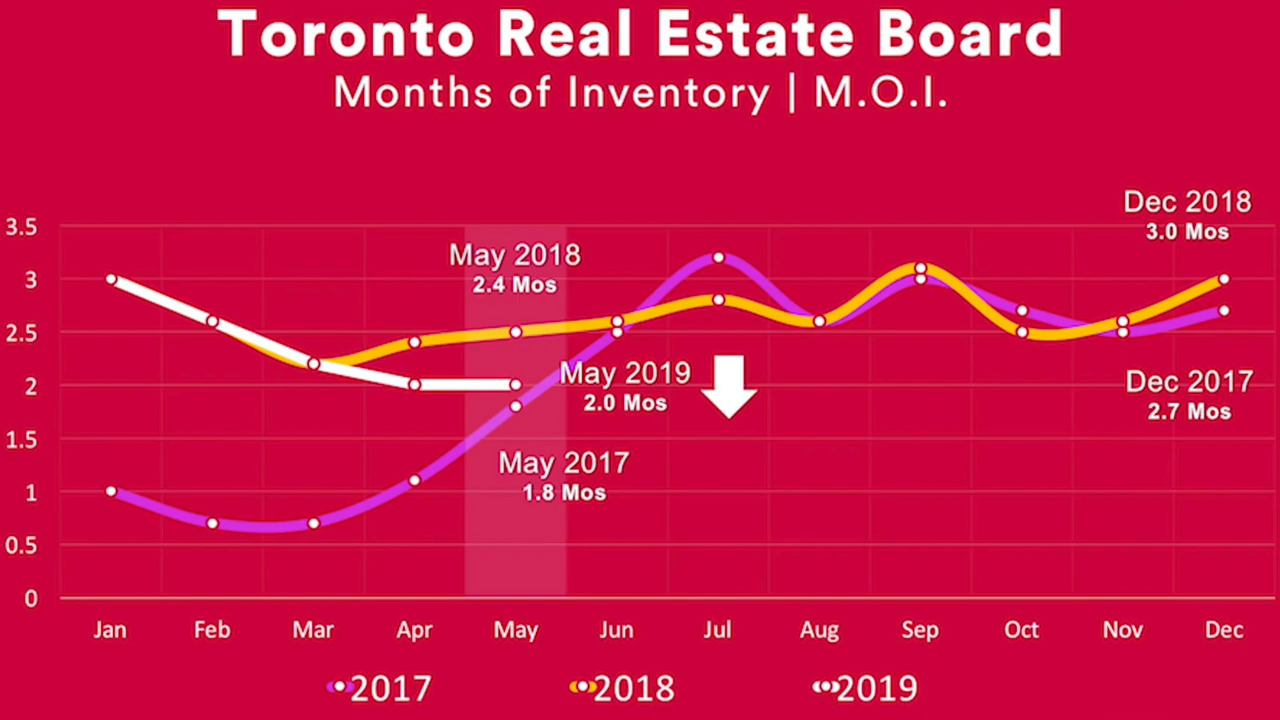 Toronto Real Estate Board
Months of Inventory | M.O.I.
Dec 2018
3.0 Mos
3.5
May 2018
2.4 Mos
3
2.5
May 2019
2.0 Mos
Dec 2017
2.7 Mos
2
1.5
May 2017
1.8 Mos
1
0.5
0
Jan Feb Mar Apr May Jun Jul Aug Sep Oct Nov Dec
2017 2018 2019